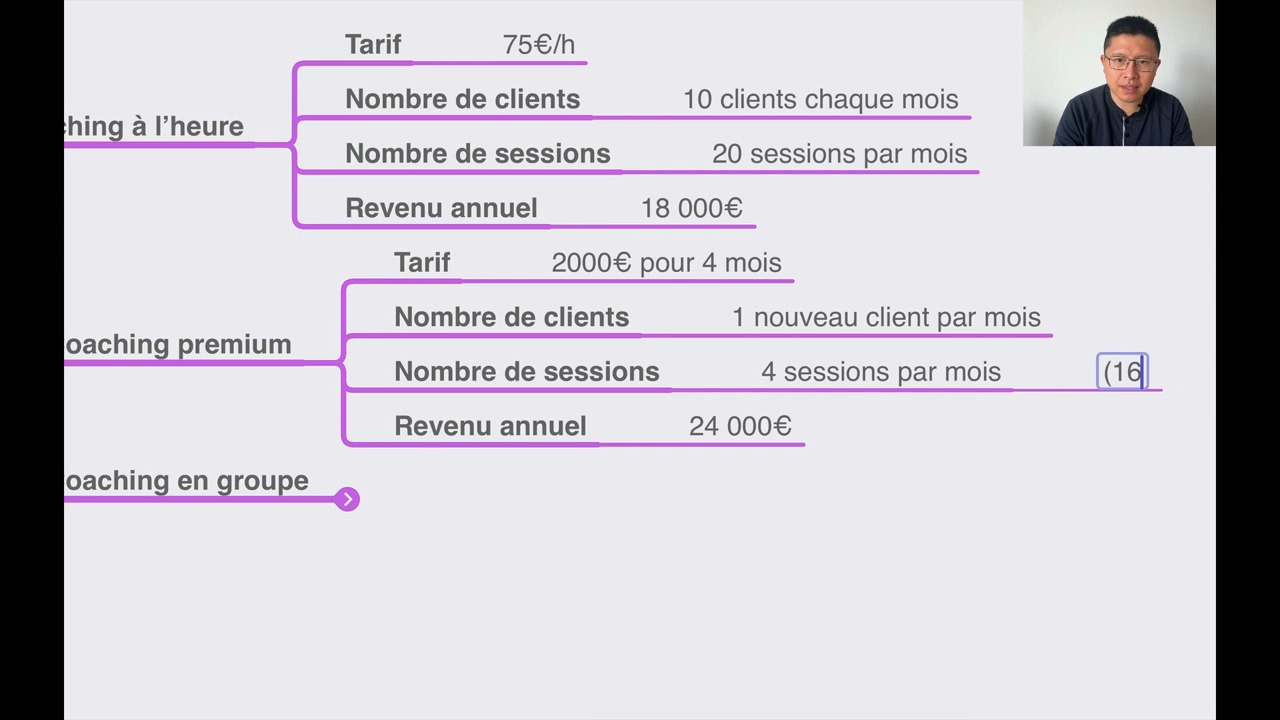 ching à l’heure
Tarif 75€/h
Nombre de clients 10 clients chaque mois
Nombre de sessions 20 sessions par mois
Revenu annuel 18 000€
oaching premium
Tarif 2000€ pour 4 mois
Nombre de clients 1 nouveau client par mois
Nombre de sessions 4 sessions par mois (16
Revenu annuel 24 000€
oaching en groupe